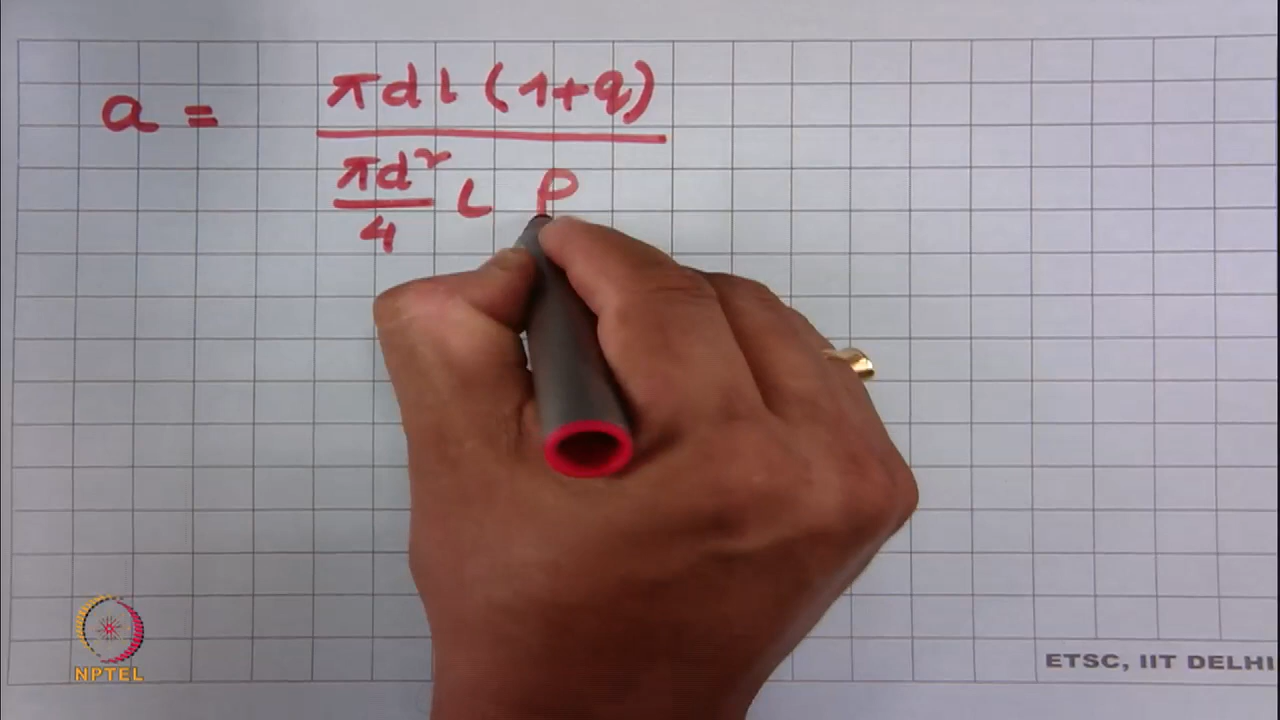 a = πdl(1+q)
πd²/4 L ρ
NPTEL
ETSC, IIT DELHI